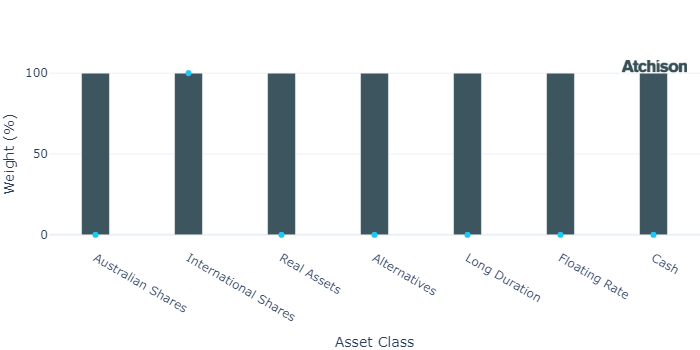 Atchison
100
50
0
Weight (%)
Australian Shares
International Shares
Real Assets
Alternatives
Long Duration
Floating Rate
Cash
Asset Class